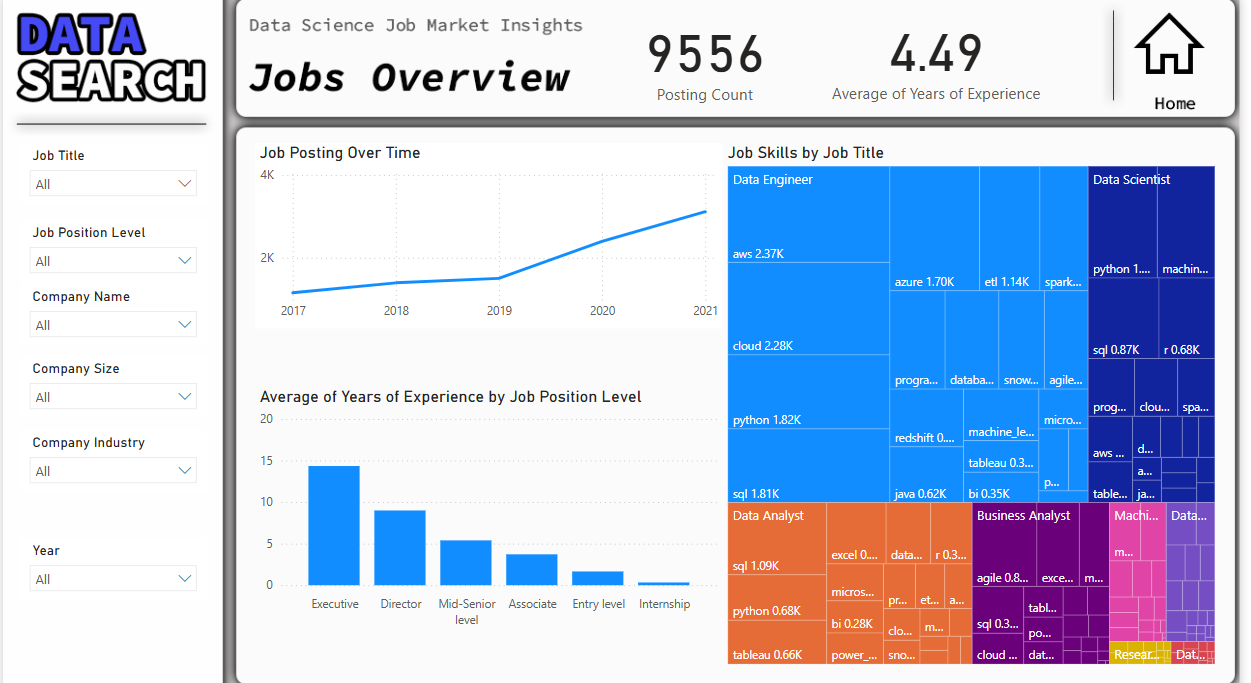 DATA
SEARCH
Data Science Job Market Insights
Jobs Overview
9556
Posting Count
4.49
Average of Years of Experience
Home
Job Title
All
Job Position Level
All
Company Name
All
Company Size
All
Company Industry
All
Year
All
Job Posting Over Time
4K
2K
2017 2018 2019 2020 2021
Average of Years of Experience by Job Position Level
20
15
10
5
0
Executive Director Mid-Senior level Associate Entry level Internship
Job Skills by Job Title
Data Engineer
aws 2.37K
cloud 2.28K
python 1.82K
sql 1.81K
azure 1.70K
etl 1.14K
spark...
progra...
databa...
snow...
agile...
redshift 0....
java 0.62K
machine_le...
tableau 0.3...
bi 0.35K
micro...
p...
Data Scientist
python 1....
machin...
sql 0.87K
r 0.68K
prog...
clou...
spa...
aws ...
table...
d...
a...
ja...
Data Analyst
sql 1.09K
python 0.68K
tableau 0.66K
excel 0....
data...
r 0.3...
micros...
bi 0.28K
power_...
pr...
et...
a...
clo...
m...
sno...
Business Analyst
agile 0.8...
exce...
m...
sql 0.3...
cloud ...
tabl...
po...
dat...
Machi...
m...
Data...
Resear...
Dat...